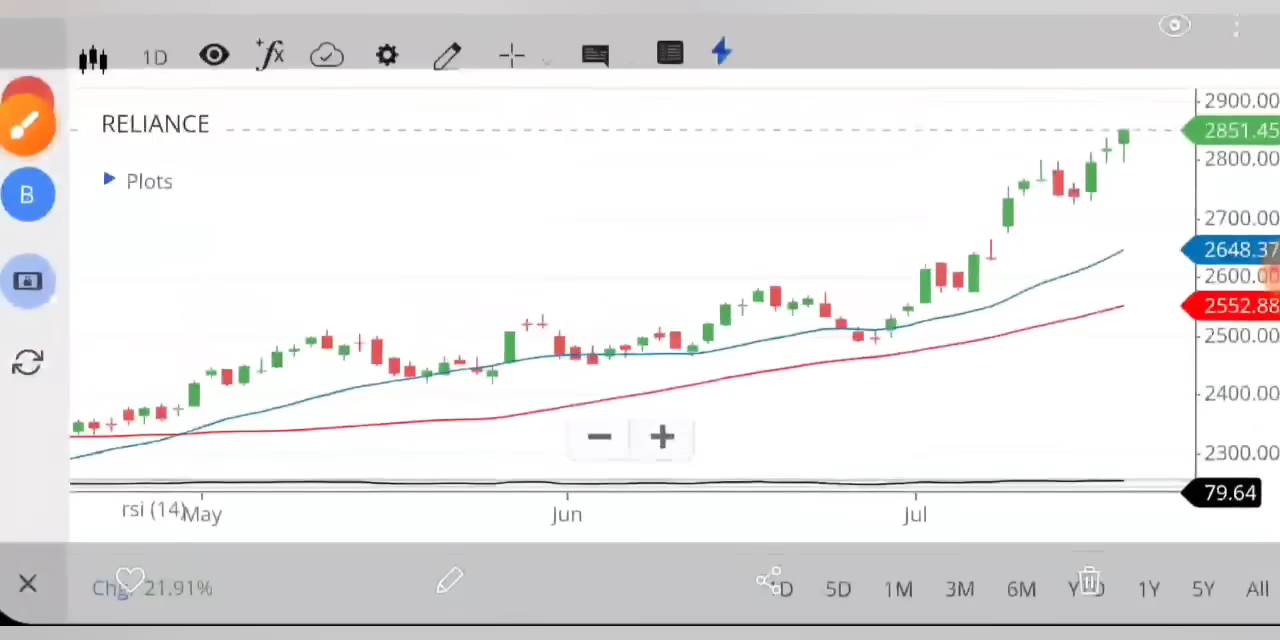 1D
RELIANCE
Plots
B
2900.00
2851.45
2800.00
2700.00
2648.37
2600.00
2552.88
2500.00
2400.00
2300.00
79.64
rsi (14)
May
Jun
Jul
Chg 21.91%
5D
1M
3M
6M
1Y
5Y
All